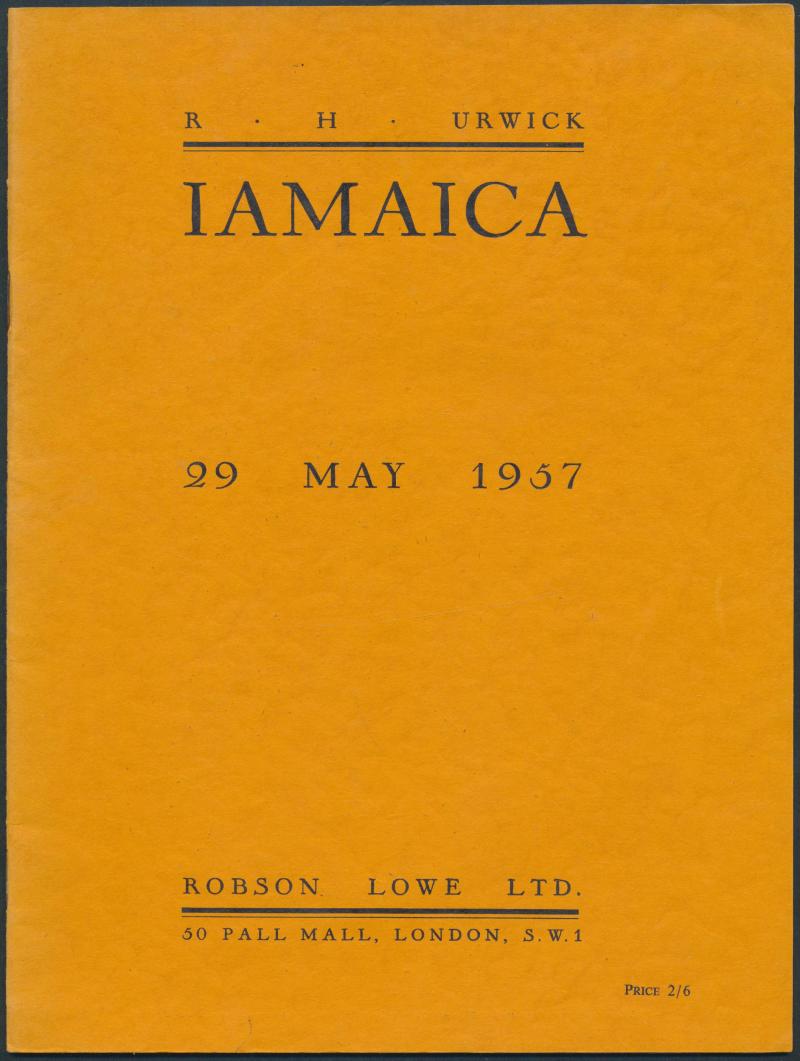 R · H · URWICK
IAMAICA
29 MAY 1957
ROBSON LOWE LTD.
50 PALL MALL, LONDON, S.W.1
PRICE 2/6